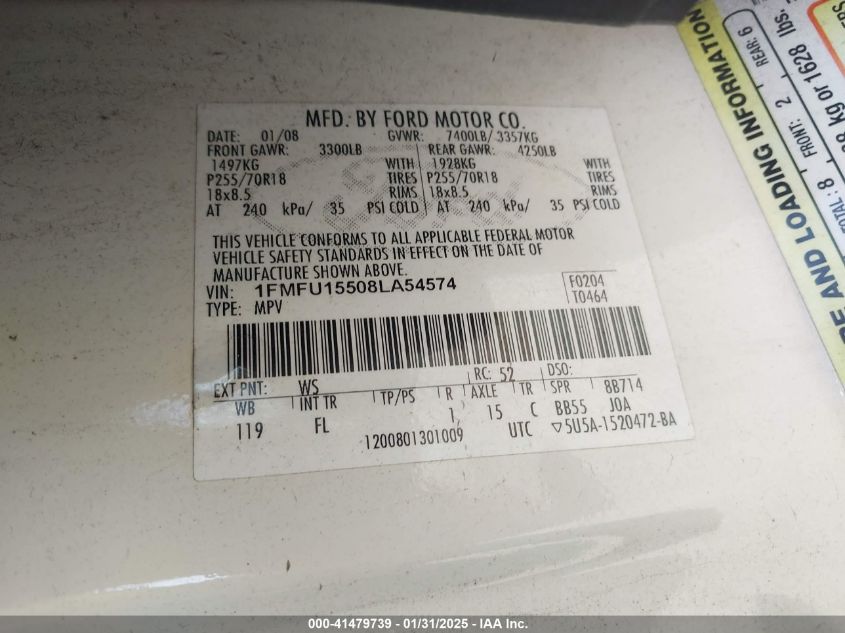 MFD. BY FORD MOTOR CO.
DATE: 01/08 GVWR: 7400LB/ 3357KG
FRONT GAWR: 3300LB REAR GAWR: 4250LB
1497KG WITH 1928KG WITH
P255/70R18 TIRES P255/70R18 TIRES
18x8.5 RIMS 18x8.5 RIMS
AT 240 kPa/ 35 PSI COLD AT 240 kPa/ 35 PSI COLD
THIS VEHICLE CONFORMS TO ALL APPLICABLE FEDERAL MOTOR
VEHICLE SAFETY STANDARDS IN EFFECT ON THE DATE OF
MANUFACTURE SHOWN ABOVE.
VIN: 1FMFU15508LA54574 F0204
TYPE: MPV T0464
EXT PNT: WS RC: 52 DSO:
WB INT TR TP/PS R AXLE TR SPR 8B714
119 FL 1, 15 C BB55 JOA
1200801301009 UTC ▽5U5A-1520472-BA
AND LOADING INFORMATION
TOTAL: 8 FRONT: 2 REAR: 6
kg or 1628 lbs.
000-41479739 - 01/31/2025 - IAA Inc.